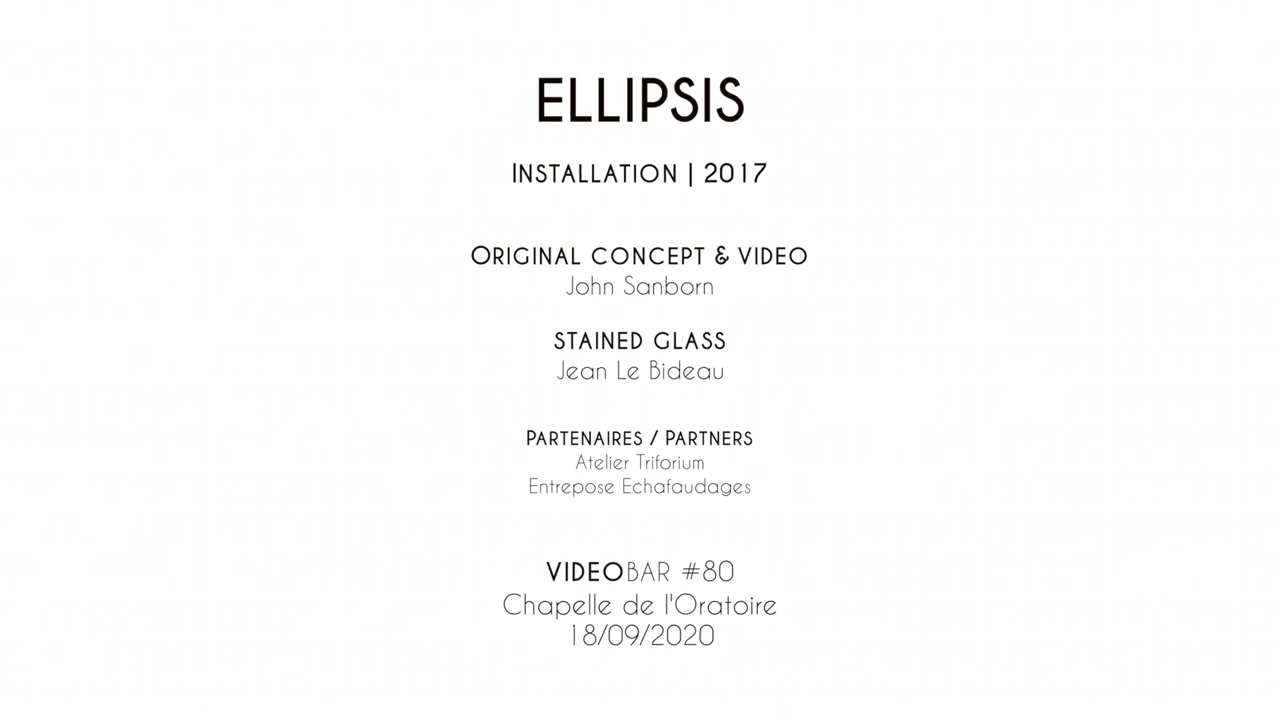 ELLIPSIS
INSTALLATION | 2017
ORIGINAL CONCEPT & VIDEO
John Sanborn
STAINED GLASS
Jean Le Bideau
PARTENAIRES / PARTNERS
Atelier Triforium
Entrepose Echafaudages
VIDEOBAR #80
Chapelle de l'Oratoire
18/09/2020